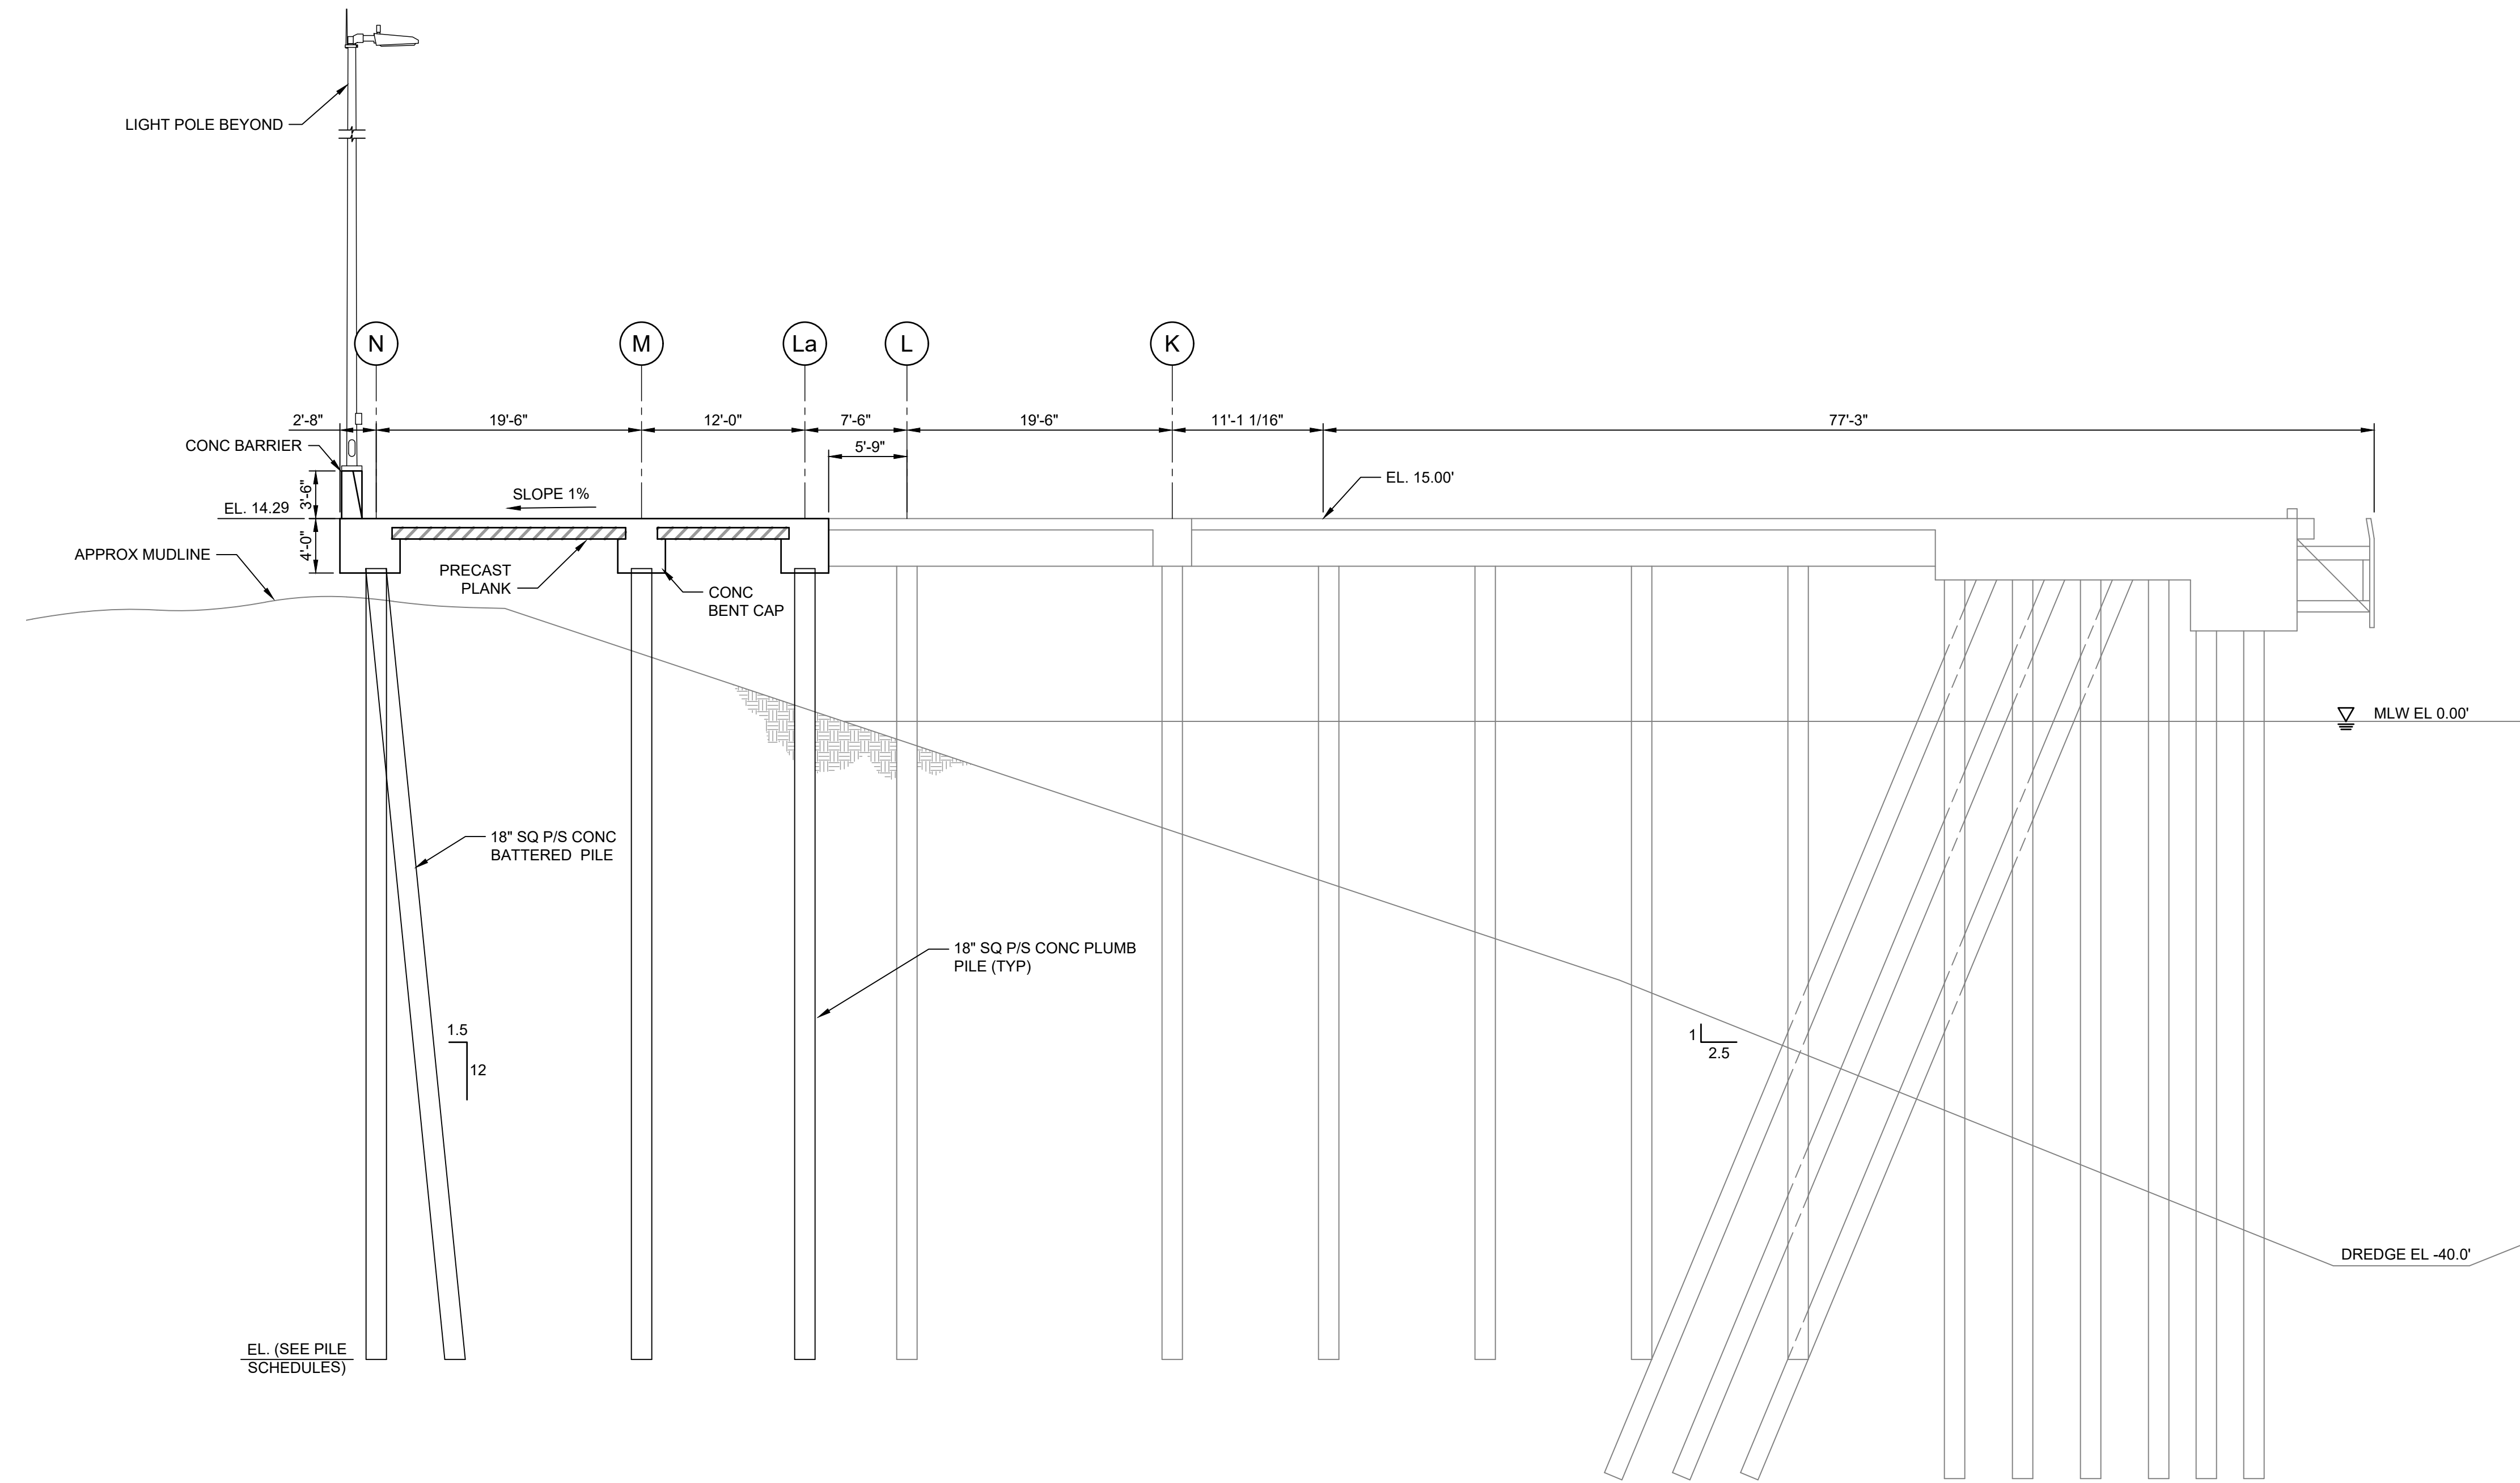 LIGHT POLE BEYOND
N
M
La
L
K
2'-8"
19'-6"
12'-0"
7'-6"
19'-6"
11'-1 1/16"
77'-3"
5'-9"
CONC BARRIER
3'-6"
SLOPE 1%
EL. 15.00'
EL. 14.29
4'-0"
APPROX MUDLINE
PRECAST
PLANK
CONC
BENT CAP
MLW EL 0.00'
18" SQ P/S CONC
BATTERED PILE
18" SQ P/S CONC PLUMB
PILE (TYP)
1.5
12
1
2.5
DREDGE EL -40.0'
EL. (SEE PILE
SCHEDULES)